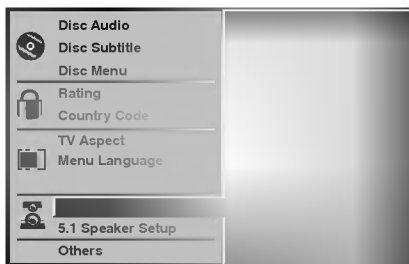 Disc Audio
Disc Subtitle
Disc Menu
Rating
Country Code
TV Aspect
Menu Language
5.1 Speaker Setup
Others